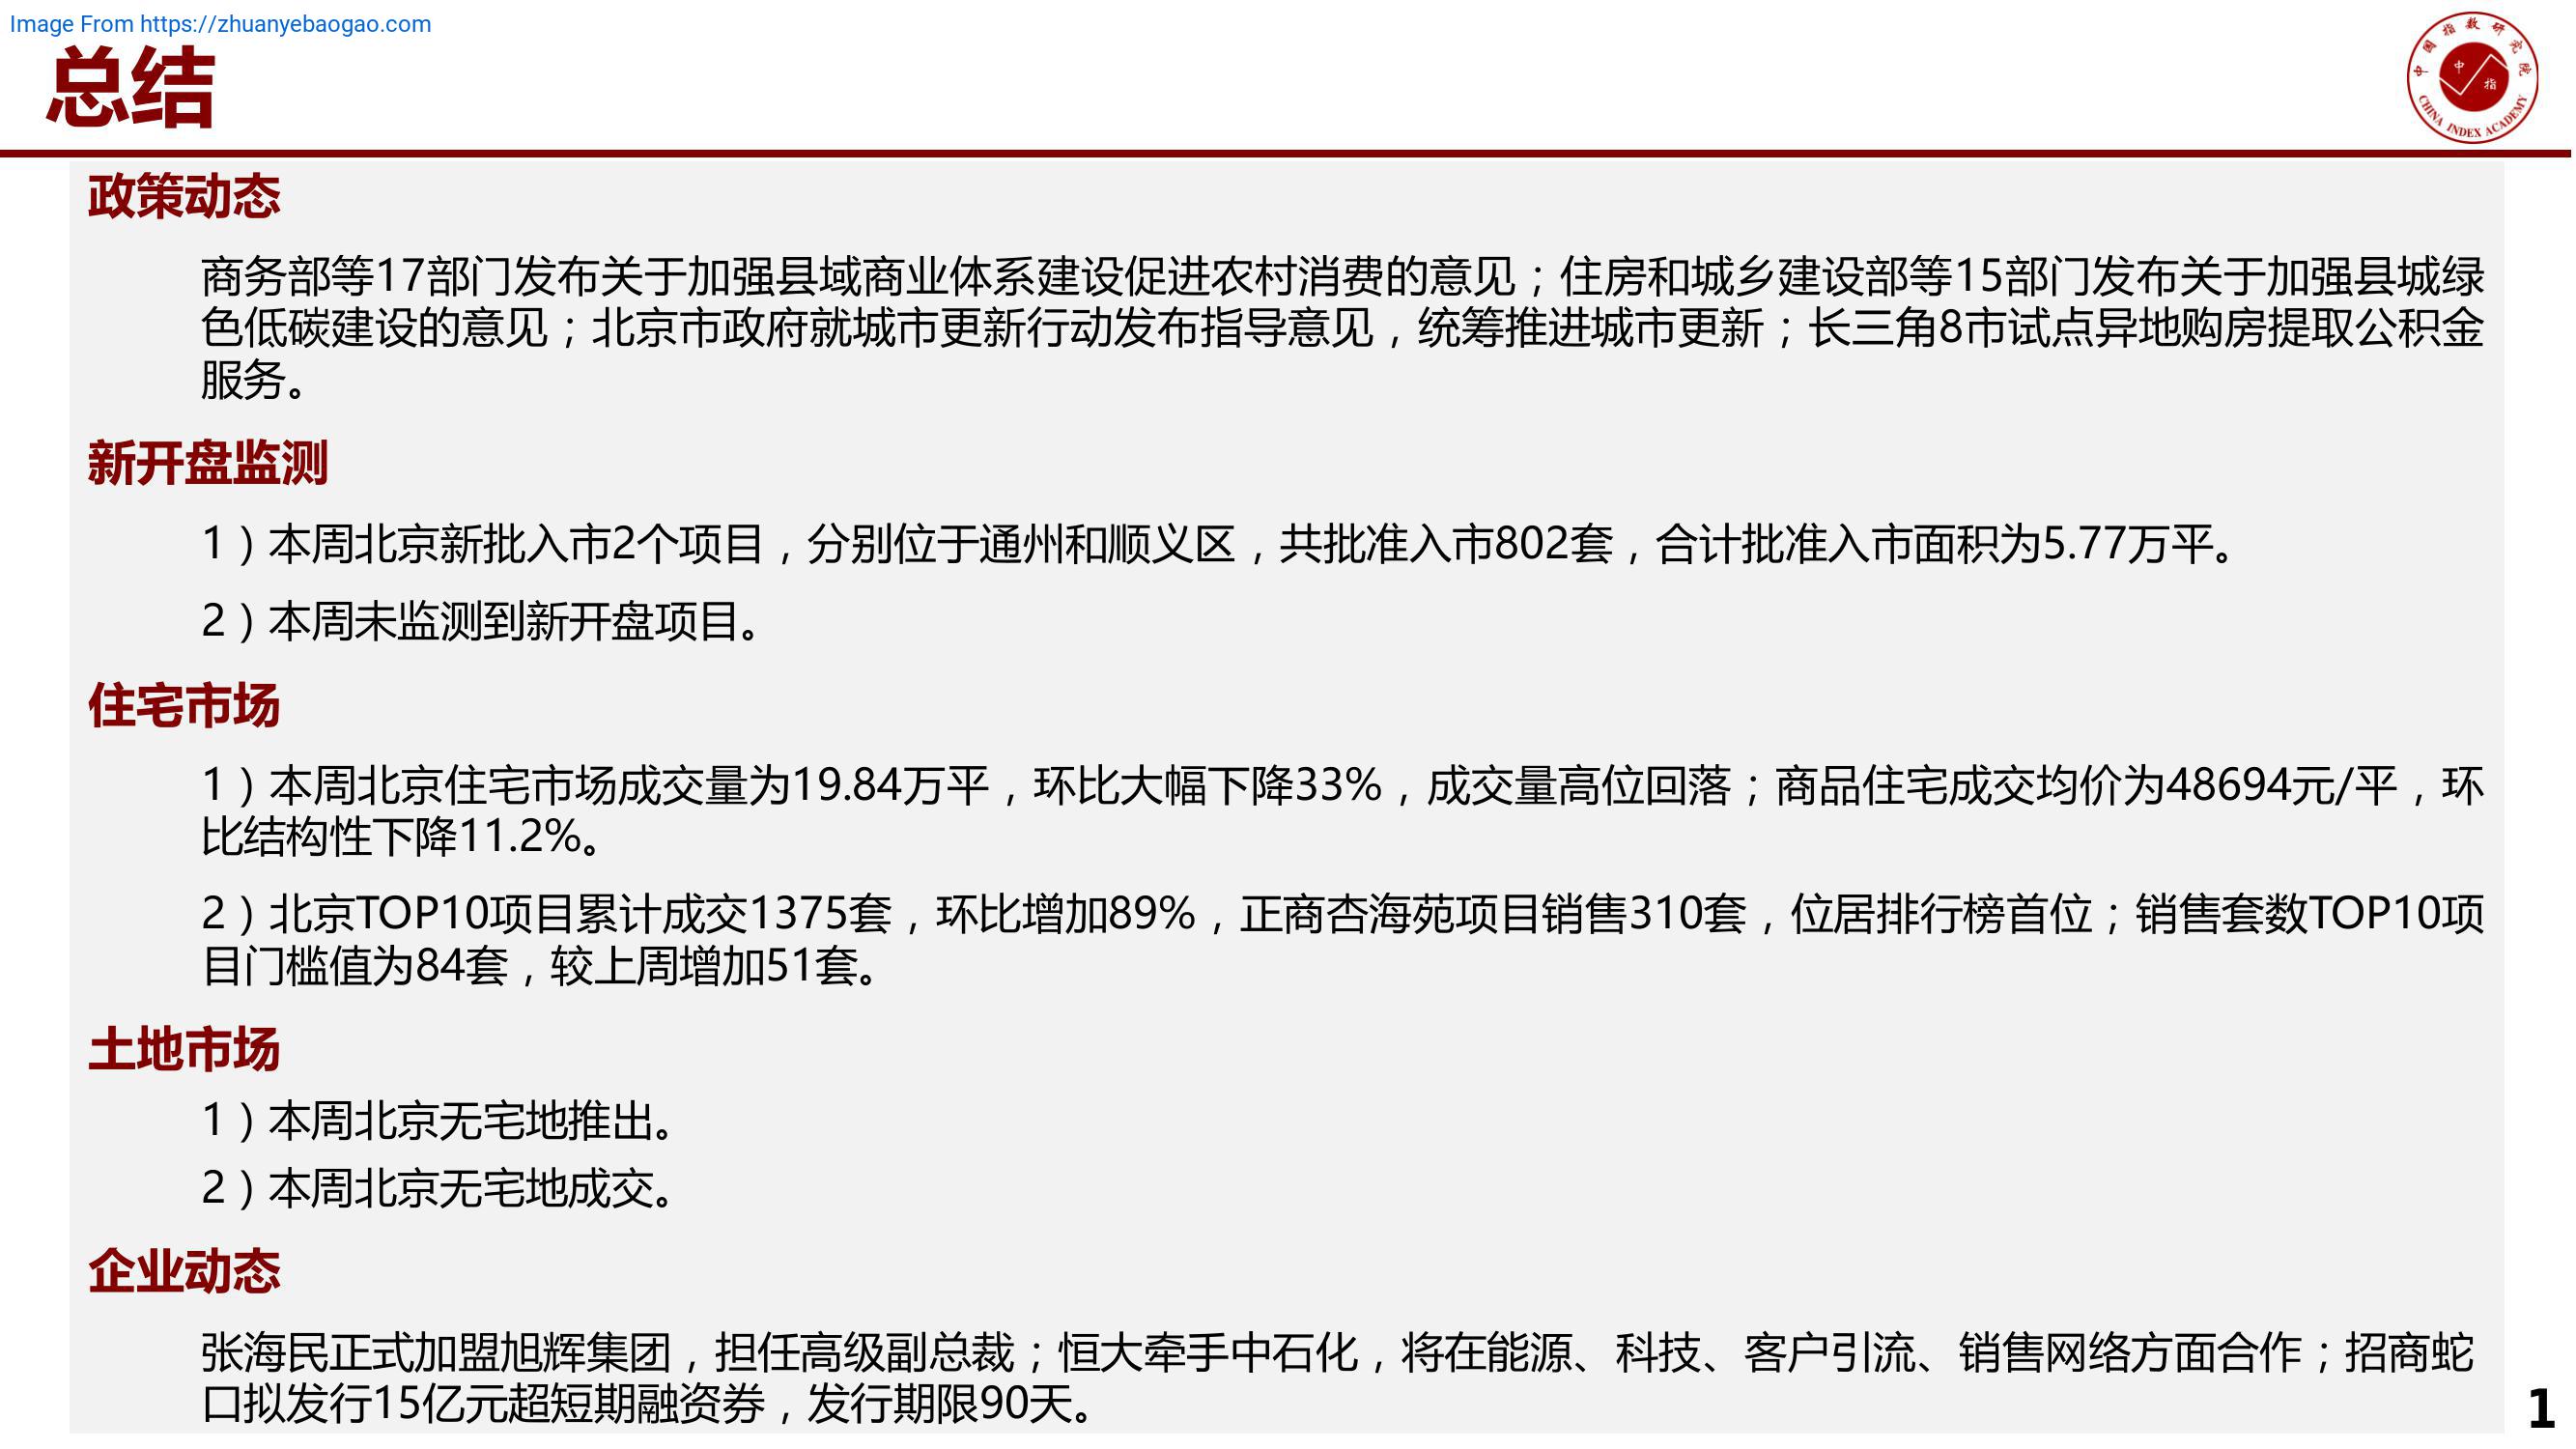 Image From https://zhuanyebaogao.com
总结
中国指数研究院
中指
CHINA INDEX ACADEMY
政策动态
商务部等17部门发布关于加强县域商业体系建设促进农村消费的意见；住房和城乡建设部等15部门发布关于加强县城绿
色低碳建设的意见；北京市政府就城市更新行动发布指导意见，统筹推进城市更新；长三角8市试点异地购房提取公积金
服务。
新开盘监测
1）本周北京新批入市2个项目，分别位于通州和顺义区，共批准入市802套，合计批准入市面积为5.77万平。
2）本周未监测到新开盘项目。
住宅市场
1）本周北京住宅市场成交量为19.84万平，环比大幅下降33%，成交量高位回落；商品住宅成交均价为48694元/平，环
比结构性下降11.2%。
2）北京TOP10项目累计成交1375套，环比增加89%，正商杏海苑项目销售310套，位居排行榜首位；销售套数TOP10项
目门槛值为84套，较上周增加51套。
土地市场
1）本周北京无宅地推出。
2）本周北京无宅地成交。
企业动态
张海民正式加盟旭辉集团，担任高级副总裁；恒大牵手中石化，将在能源、科技、客户引流、销售网络方面合作；招商蛇
口拟发行15亿元超短期融资券，发行期限90天。
1